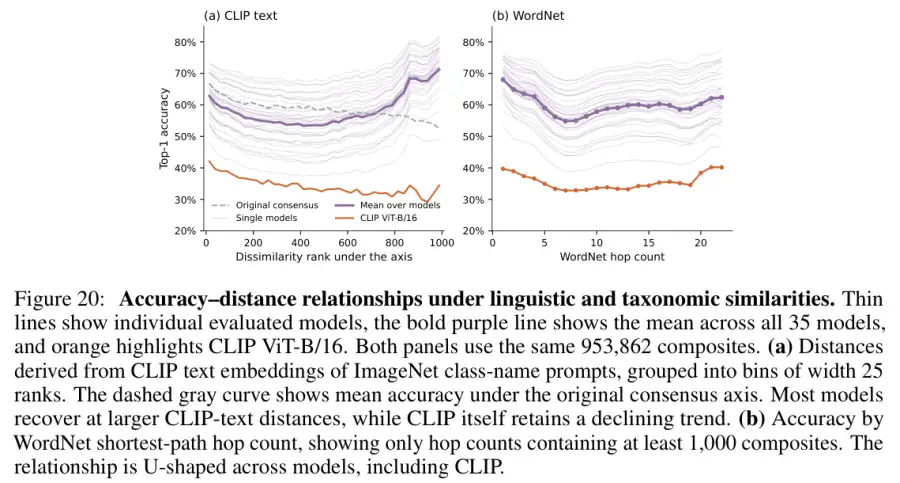 (a) CLIP text
(b) WordNet
80%
70%
60%
50%
40%
30%
20%
Top-1 accuracy
Original consensus
Single models
Mean over models
CLIP ViT-B/16
0
200
400
600
800
1000
Dissimilarity rank under the axis
80%
70%
60%
50%
40%
30%
20%
0
5
10
15
20
WordNet hop count
Figure 20: Accuracy–distance relationships under linguistic and taxonomic similarities. Thin
lines show individual evaluated models, the bold purple line shows the mean across all 35 models,
and orange highlights CLIP ViT-B/16. Both panels use the same 953,862 composites. (a) Distances
derived from CLIP text embeddings of ImageNet class-name prompts, grouped into bins of width 25
ranks. The dashed gray curve shows mean accuracy under the original consensus axis. Most models
recover at larger CLIP-text distances, while CLIP itself retains a declining trend. (b) Accuracy by
WordNet shortest-path hop count, showing only hop counts containing at least 1,000 composites. The
relationship is U-shaped across models, including CLIP.